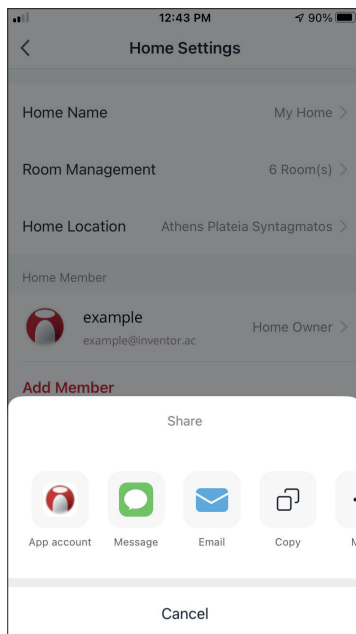 12:43 PM 90%
Home Settings
Home Name My Home
Room Management 6 Room(s)
Home Location Athens Plateia Syntagmatos
Home Member
example Home Owner
example@inventor.ac
Add Member
Share
App account Message Email Copy
Cancel